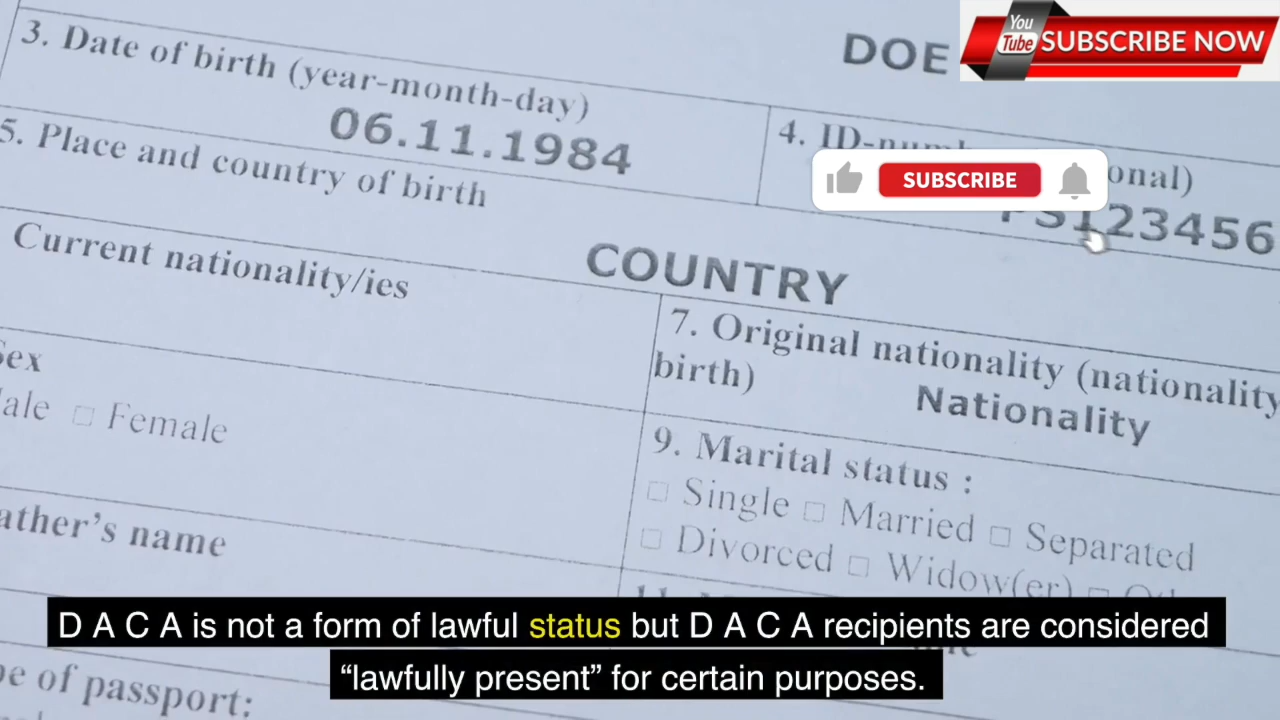 DOE
You
Tube SUBSCRIBE NOW
3. Date of birth (year-month-day)
06.11.1984
4.
onal)
SUBSCRIBE
123456
5. Place and country of birth
COUNTRY
Current nationality/ies
7. Original nationality (nationality
birth)
Nationality
Female
9. Marital status :
□ Single □ Married □ Separated
□ Divorced □ Widow(er)
name
of passport:
D A C A is not a form of lawful status but D A C A recipients are considered
“lawfully present” for certain purposes.